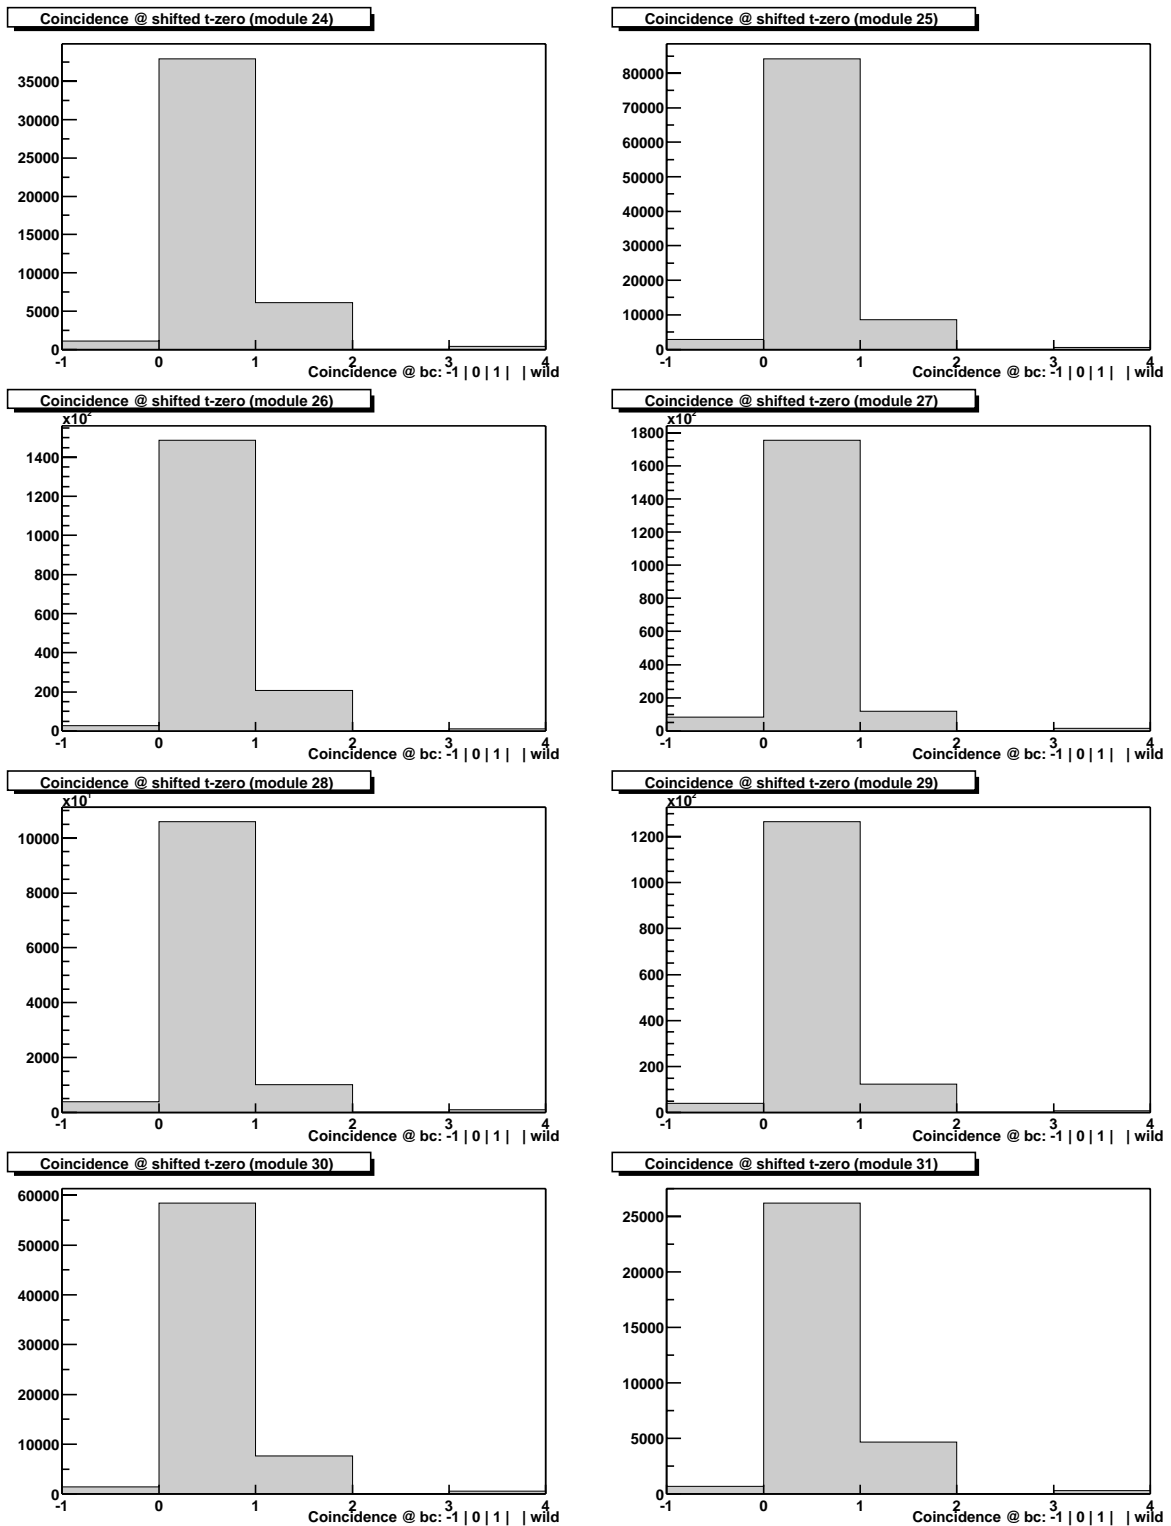 Coincidence @ shifted t-zero (module 24)
35000
30000
25000
20000
15000
10000
5000
0
-1 0 1 2 3 4
Coincidence @ bc: -1 | 0 | 1 | | wild
Coincidence @ shifted t-zero (module 25)
80000
70000
60000
50000
40000
30000
20000
10000
0
-1 0 1 2 3 4
Coincidence @ bc: -1 | 0 | 1 | | wild
Coincidence @ shifted t-zero (module 26)
x10²
1400
1200
1000
800
600
400
200
0
-1 0 1 2 3 4
Coincidence @ bc: -1 | 0 | 1 | | wild
Coincidence @ shifted t-zero (module 27)
x10²
1800
1600
1400
1200
1000
800
600
400
200
0
-1 0 1 2 3 4
Coincidence @ bc: -1 | 0 | 1 | | wild
Coincidence @ shifted t-zero (module 28)
x10¹
10000
8000
6000
4000
2000
0
-1 0 1 2 3 4
Coincidence @ bc: -1 | 0 | 1 | | wild
Coincidence @ shifted t-zero (module 29)
x10²
1200
1000
800
600
400
200
0
-1 0 1 2 3 4
Coincidence @ bc: -1 | 0 | 1 | | wild
Coincidence @ shifted t-zero (module 30)
60000
50000
40000
30000
20000
10000
0
-1 0 1 2 3 4
Coincidence @ bc: -1 | 0 | 1 | | wild
Coincidence @ shifted t-zero (module 31)
25000
20000
15000
10000
5000
0
-1 0 1 2 3 4
Coincidence @ bc: -1 | 0 | 1 | | wild